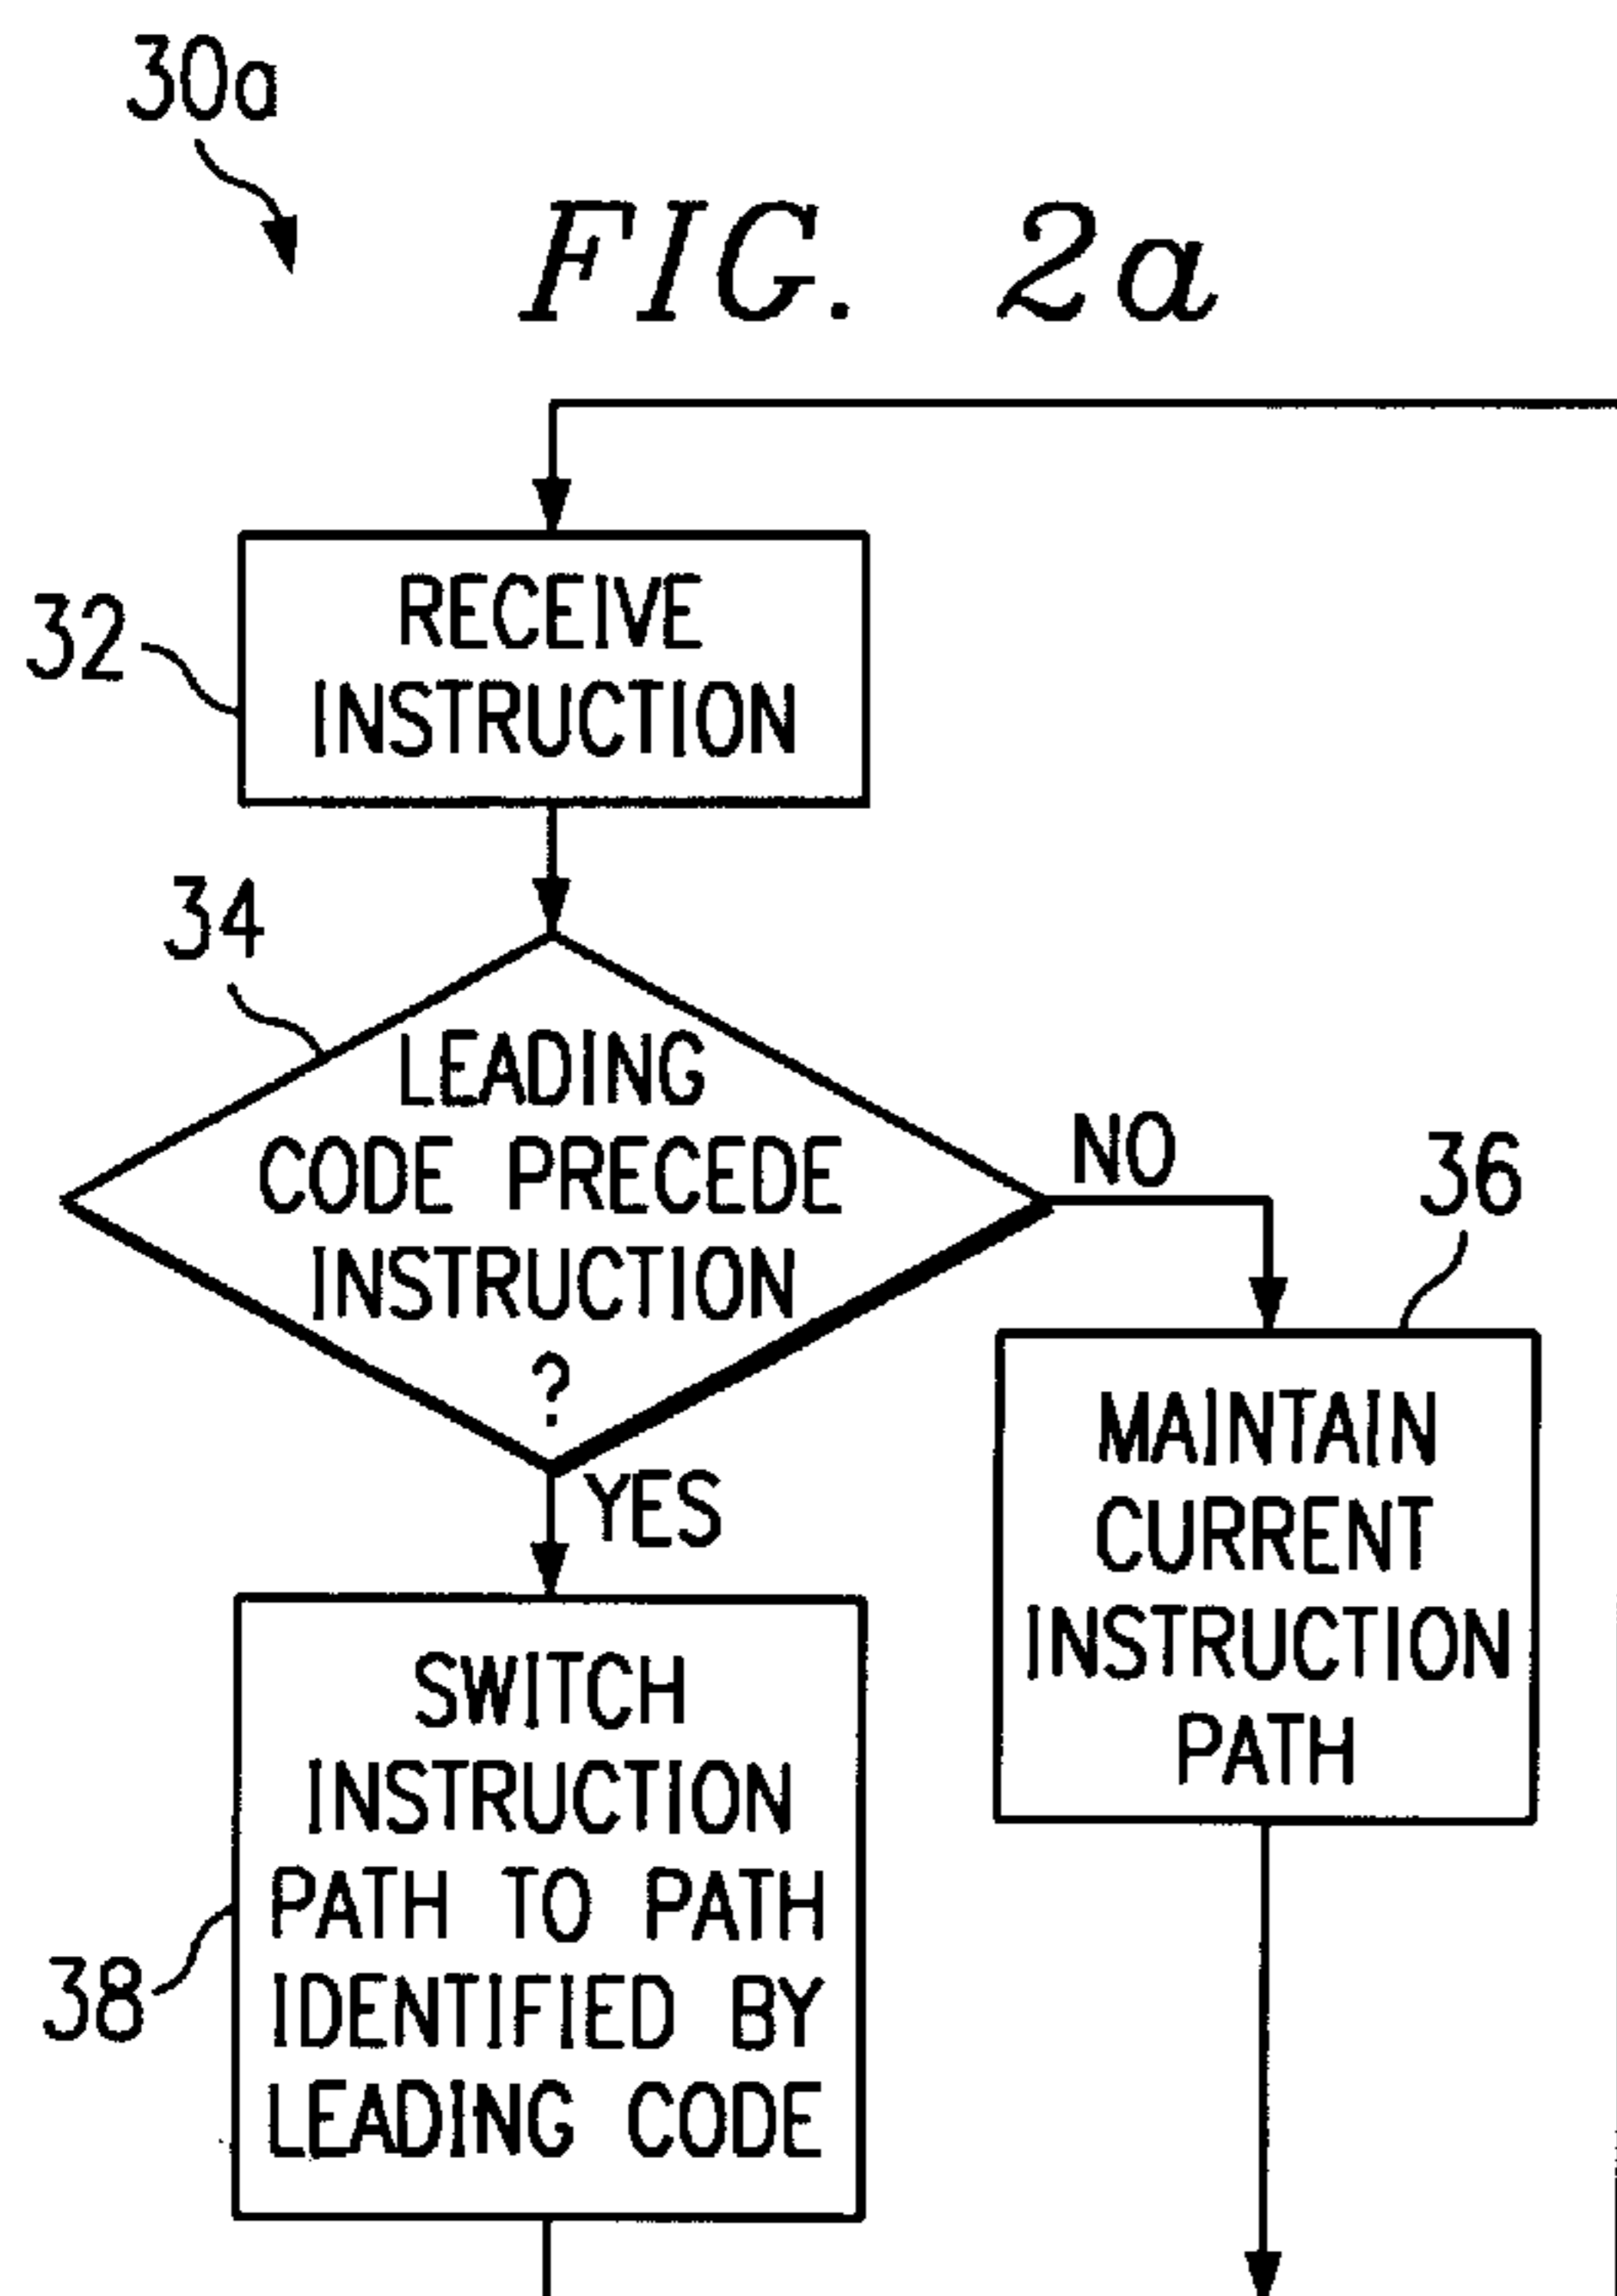 30a
FIG. 2a
32
RECEIVE
INSTRUCTION
34
LEADING
CODE PRECEDE
INSTRUCTION
?
NO
YES
36
MAINTAIN
CURRENT
INSTRUCTION
PATH
38
SWITCH
INSTRUCTION
PATH TO PATH
IDENTIFIED BY
LEADING CODE